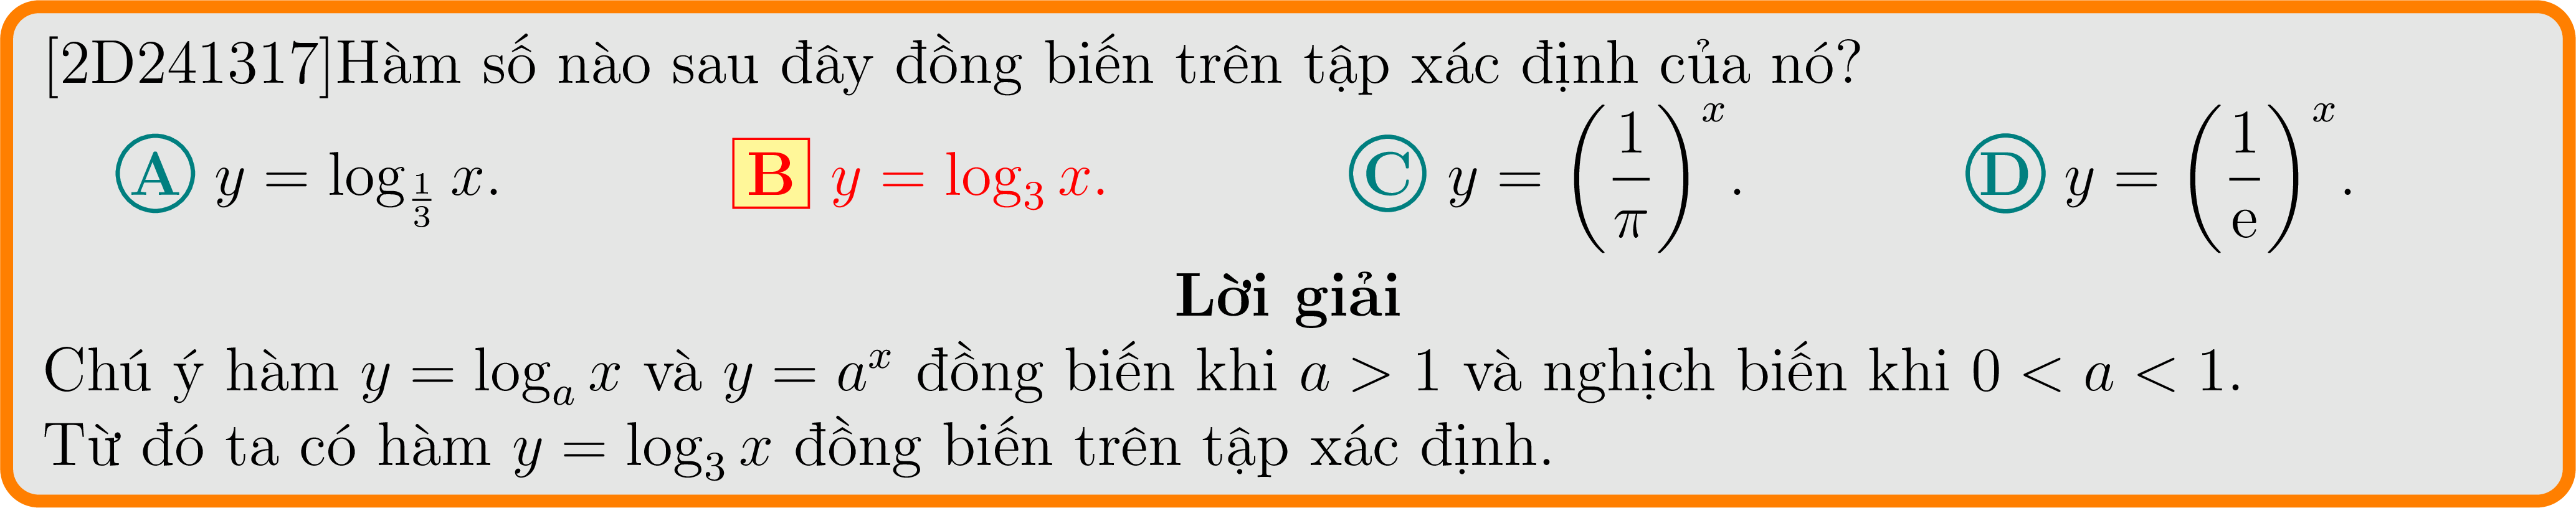 [2D241317]Hàm số nào sau đây đồng biến trên tập xác định của nó?
A y = log_{\frac{1}{3}} x. B y = log_3 x. C y = \left(\frac{1}{π}\right)^x. D y = \left(\frac{1}{e}\right)^x.
Lời giải
Chú ý hàm y = log_a x và y = a^x đồng biến khi a > 1 và nghịch biến khi 0 < a < 1.
Từ đó ta có hàm y = log_3 x đồng biến trên tập xác định.